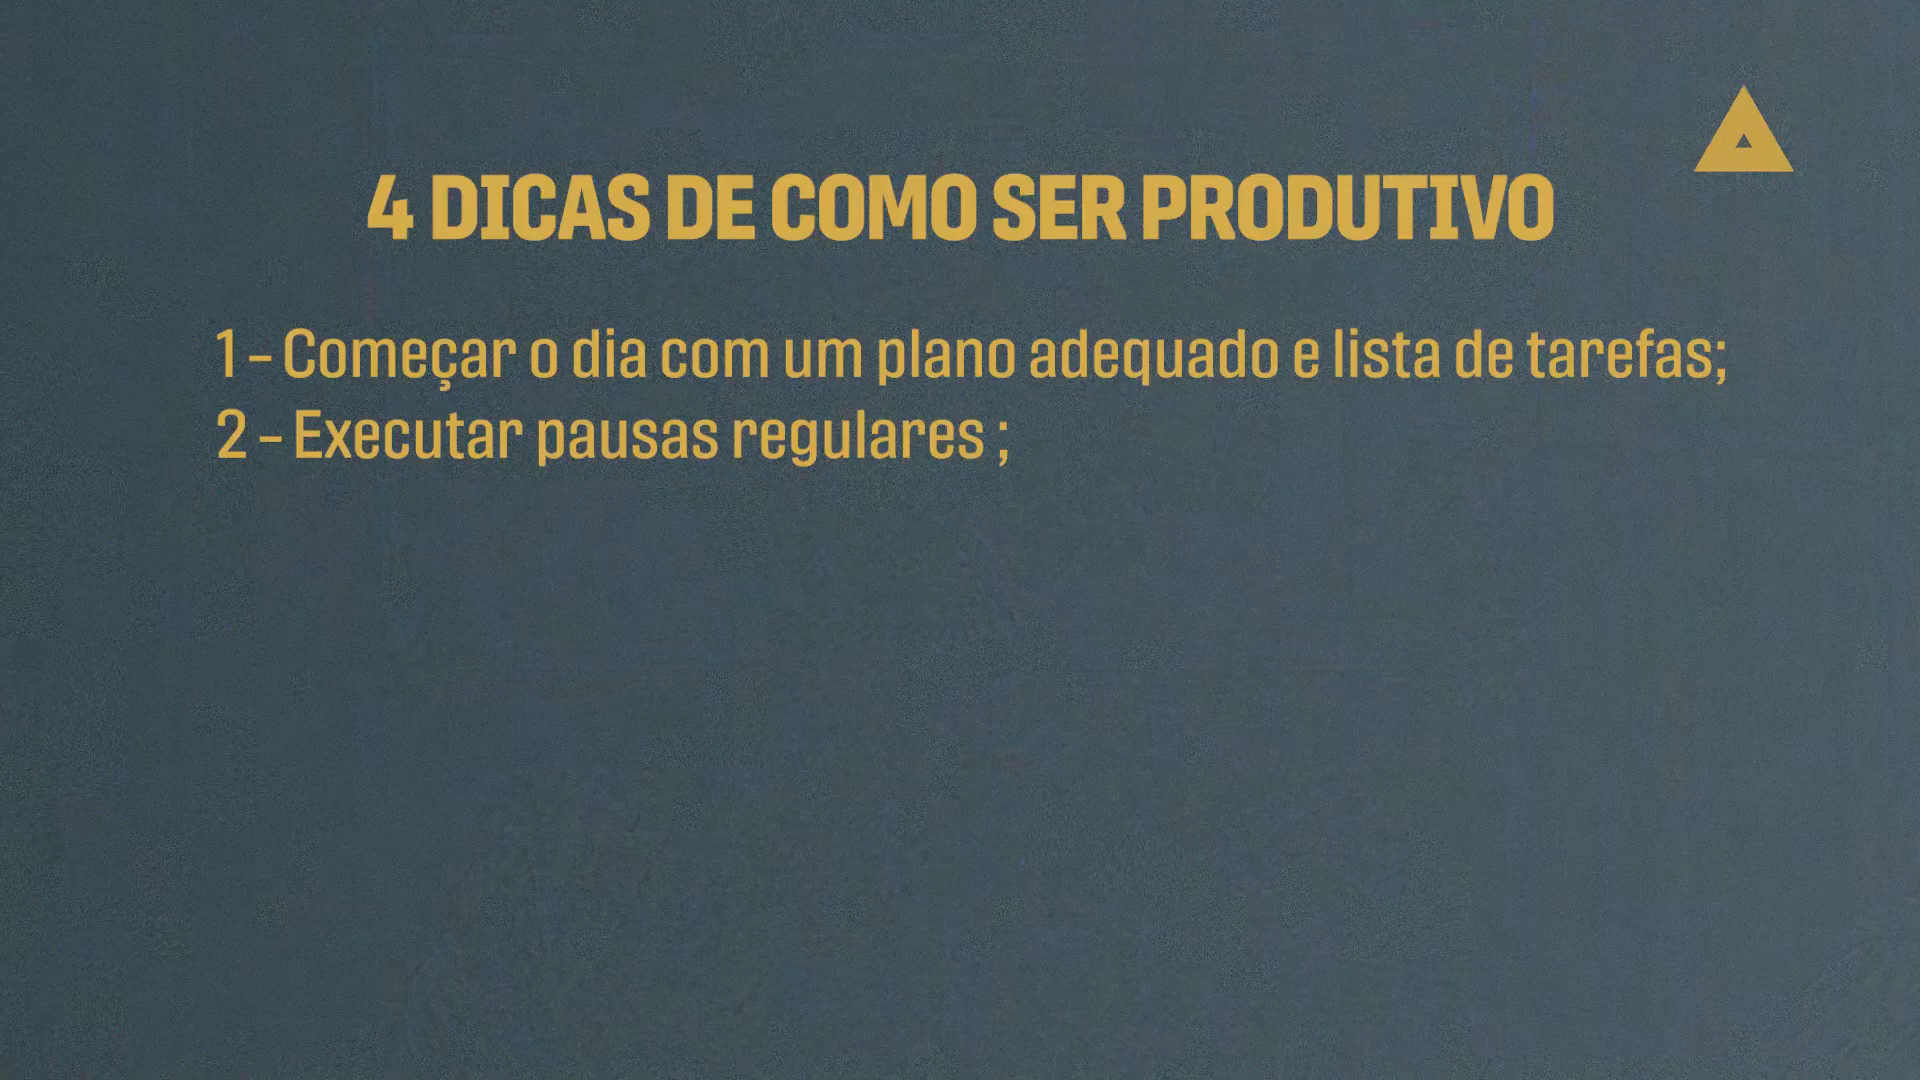 4 DICAS DE COMO SER PRODUTIVO
1 - Começar o dia com um plano adequado e lista de tarefas;
2 - Executar pausas regulares ;